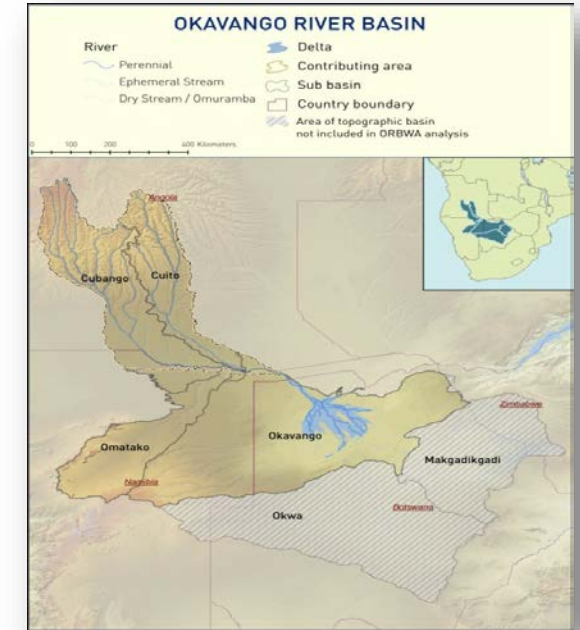 OKAVANGO RIVER BASIN
River
Perennial
Ephemeral Stream
Dry Stream / Omuramba
Delta
Contributing area
Sub basin
Country boundary
Area of topographic basin
not included in ORBWA analysis
0 100 200 400 Kilometers
Angola
Cubango
Cuito
Zimbabwe
Okavango
Omatako
Makgadikgadi
Namibia
Botswana
Okwa